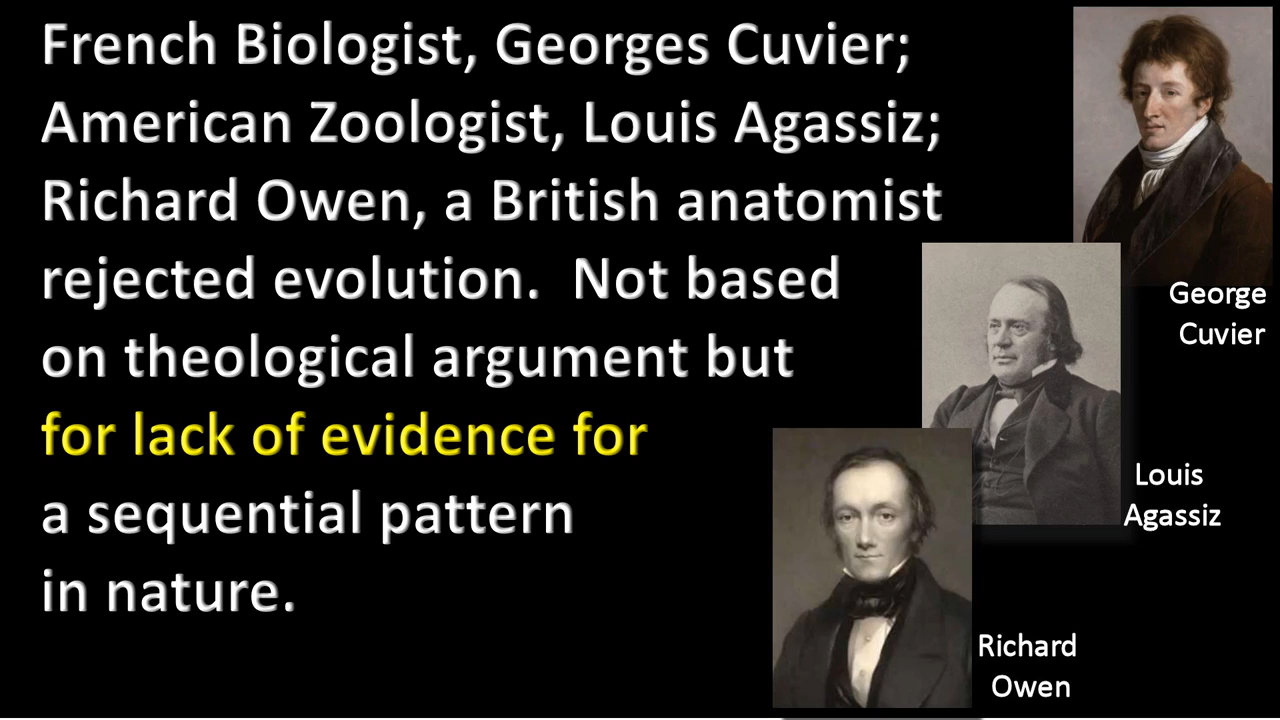 French Biologist, Georges Cuvier;
American Zoologist, Louis Agassiz;
Richard Owen, a British anatomist
rejected evolution.  Not based
on theological argument but
for lack of evidence for
a sequential pattern
in nature.
George
Cuvier
Louis
Agassiz
Richard
Owen